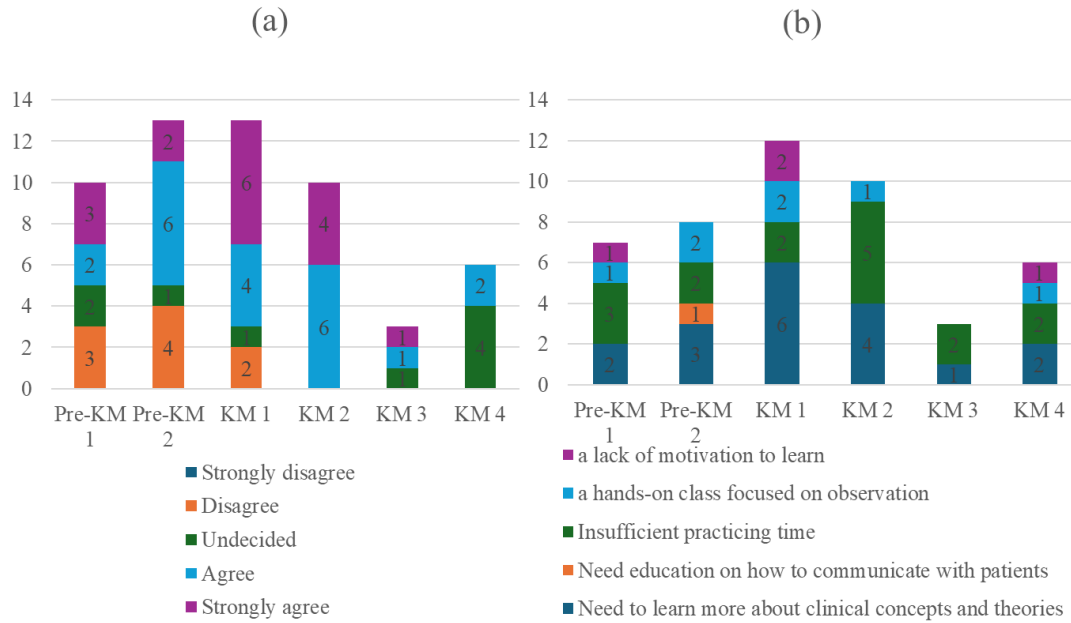 (a)
14
12
10
8
6
4
2
0
3
2
2
3
2
6
1
4
6
4
1
2
4
6
1
1
1
2
4
Pre-KM 1
Pre-KM 2
KM 1
KM 2
KM 3
KM 4
Strongly disagree
Disagree
Undecided
Agree
Strongly agree
(b)
14
12
10
8
6
4
2
0
1
1
3
2
2
2
1
3
2
2
2
6
1
5
4
2
1
1
1
2
2
Pre-KM 1
Pre-KM 2
KM 1
KM 2
KM 3
KM 4
a lack of motivation to learn
a hands-on class focused on observation
Insufficient practicing time
Need education on how to communicate with patients
Need to learn more about clinical concepts and theories